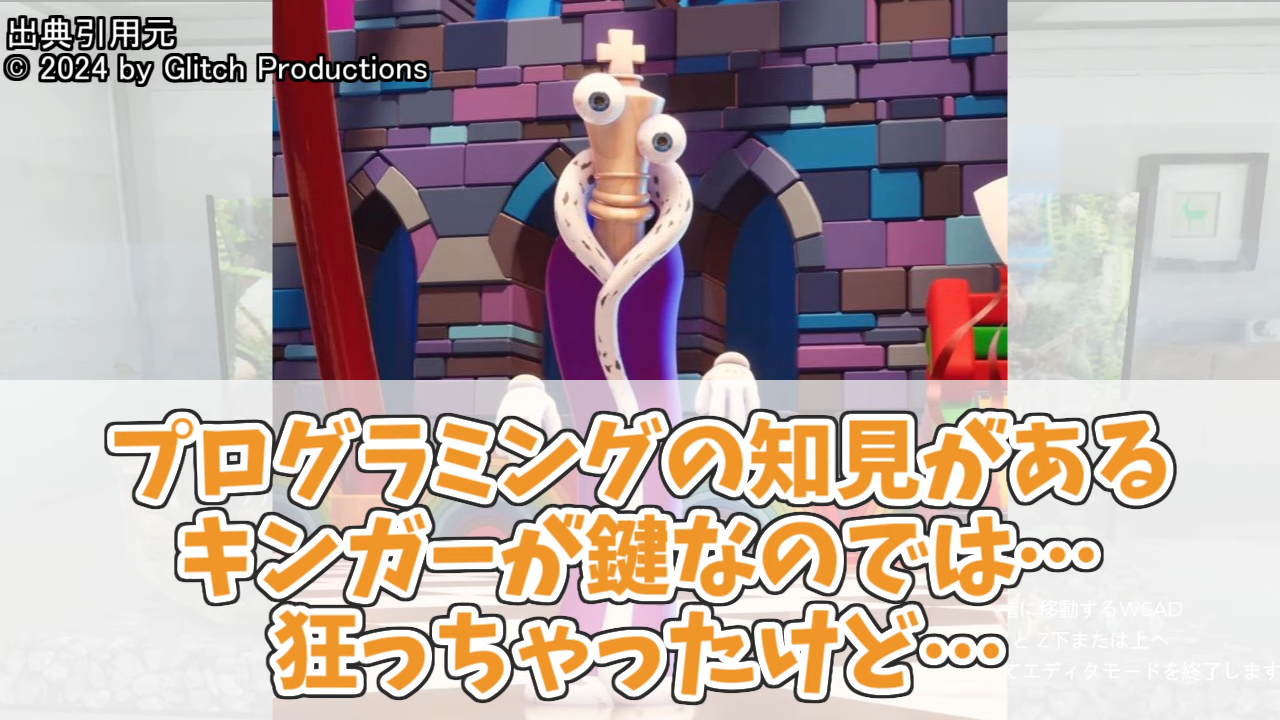 出典引用元
© 2024 by Glitch Productions
プログラミングの知見がある
キンガーが鍵なのでは…
狂っちゃったけど…
に移動するWSAD
と Z下または上へ
てエディタモードを終了します